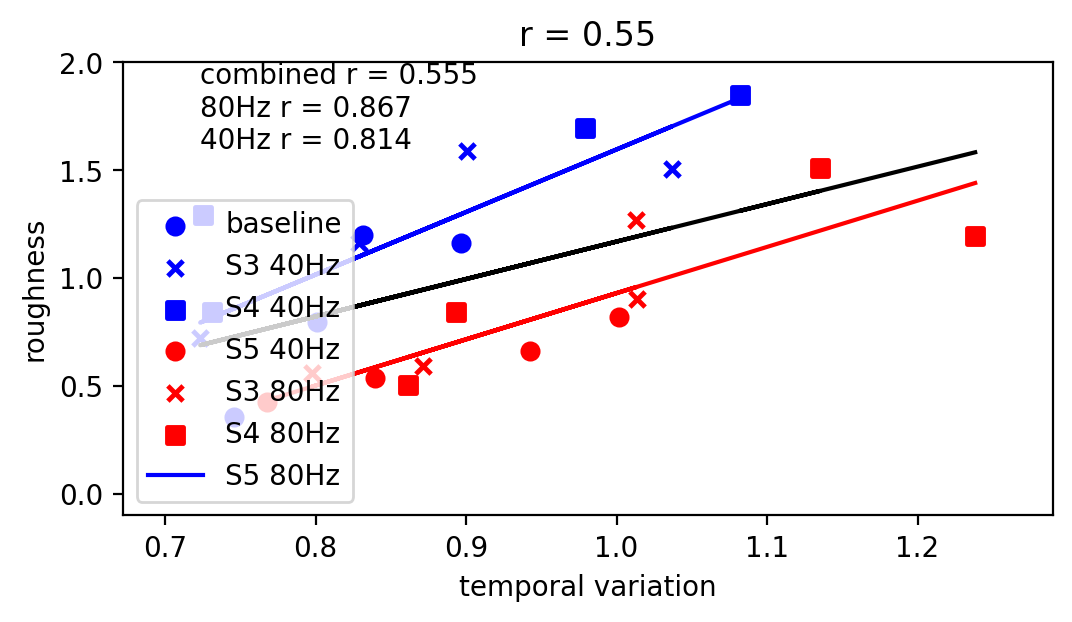 r = 0.55
combined r = 0.555
80Hz r = 0.867
40Hz r = 0.814
2.0
1.5
1.0
0.5
0.0
roughness
baseline
S3 40Hz
S4 40Hz
S5 40Hz
S3 80Hz
S4 80Hz
S5 80Hz
0.7 0.8 0.9 1.0 1.1 1.2
temporal variation